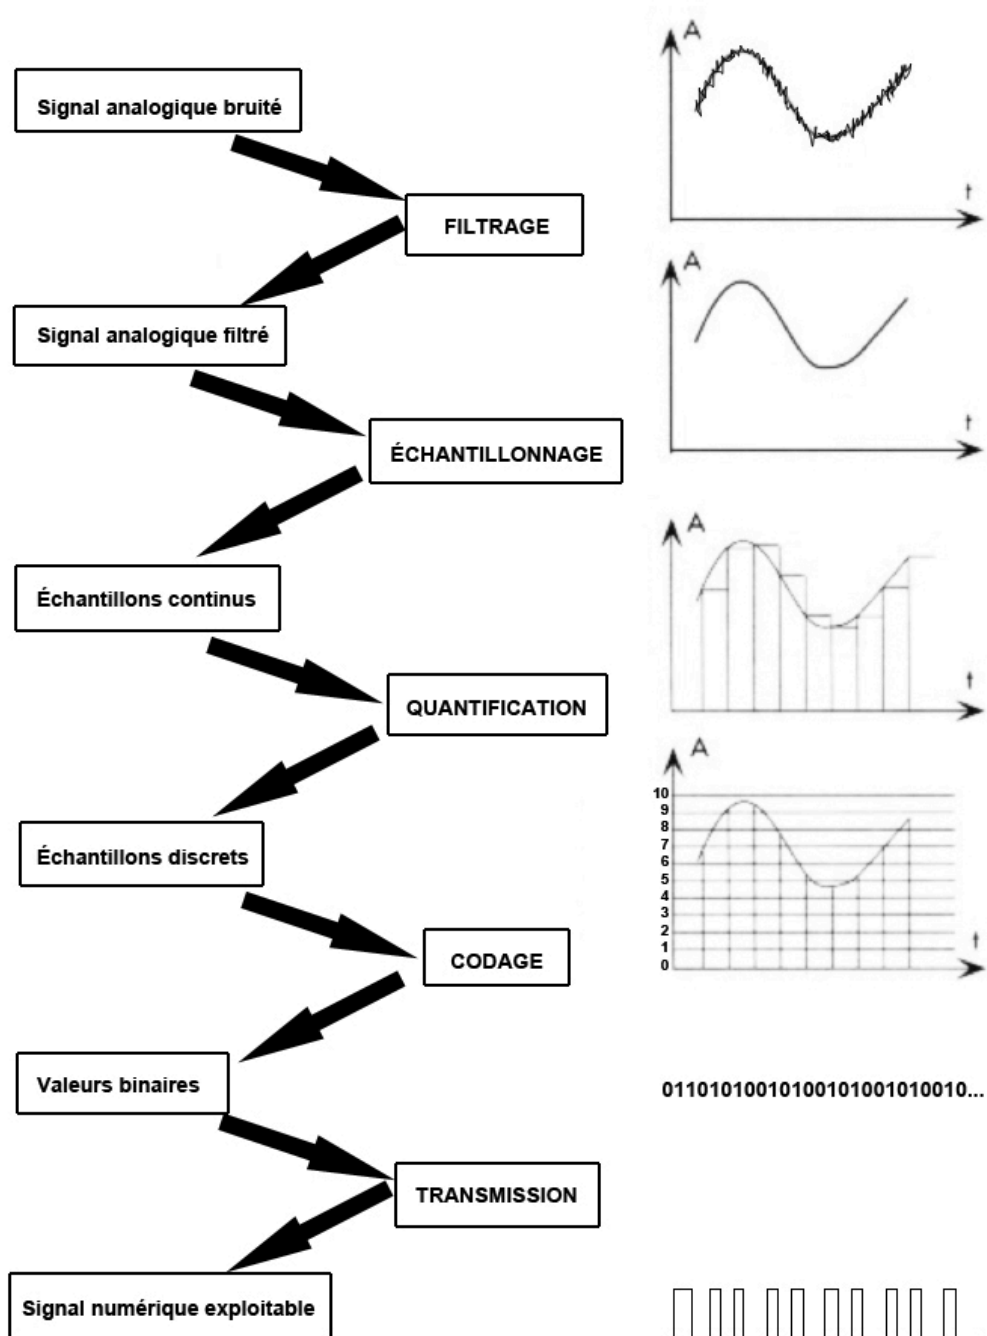 Signal analogique bruité
FILTRAGE
Signal analogique filtré
ÉCHANTILLONNAGE
Échantillons continus
QUANTIFICATION
Échantillons discrets
CODAGE
Valeurs binaires
TRANSMISSION
Signal numérique exploitable
A
t
A
t
A
t
A
10
9
8
7
6
5
4
3
2
1
0
t
0110101001010010100101001010010...